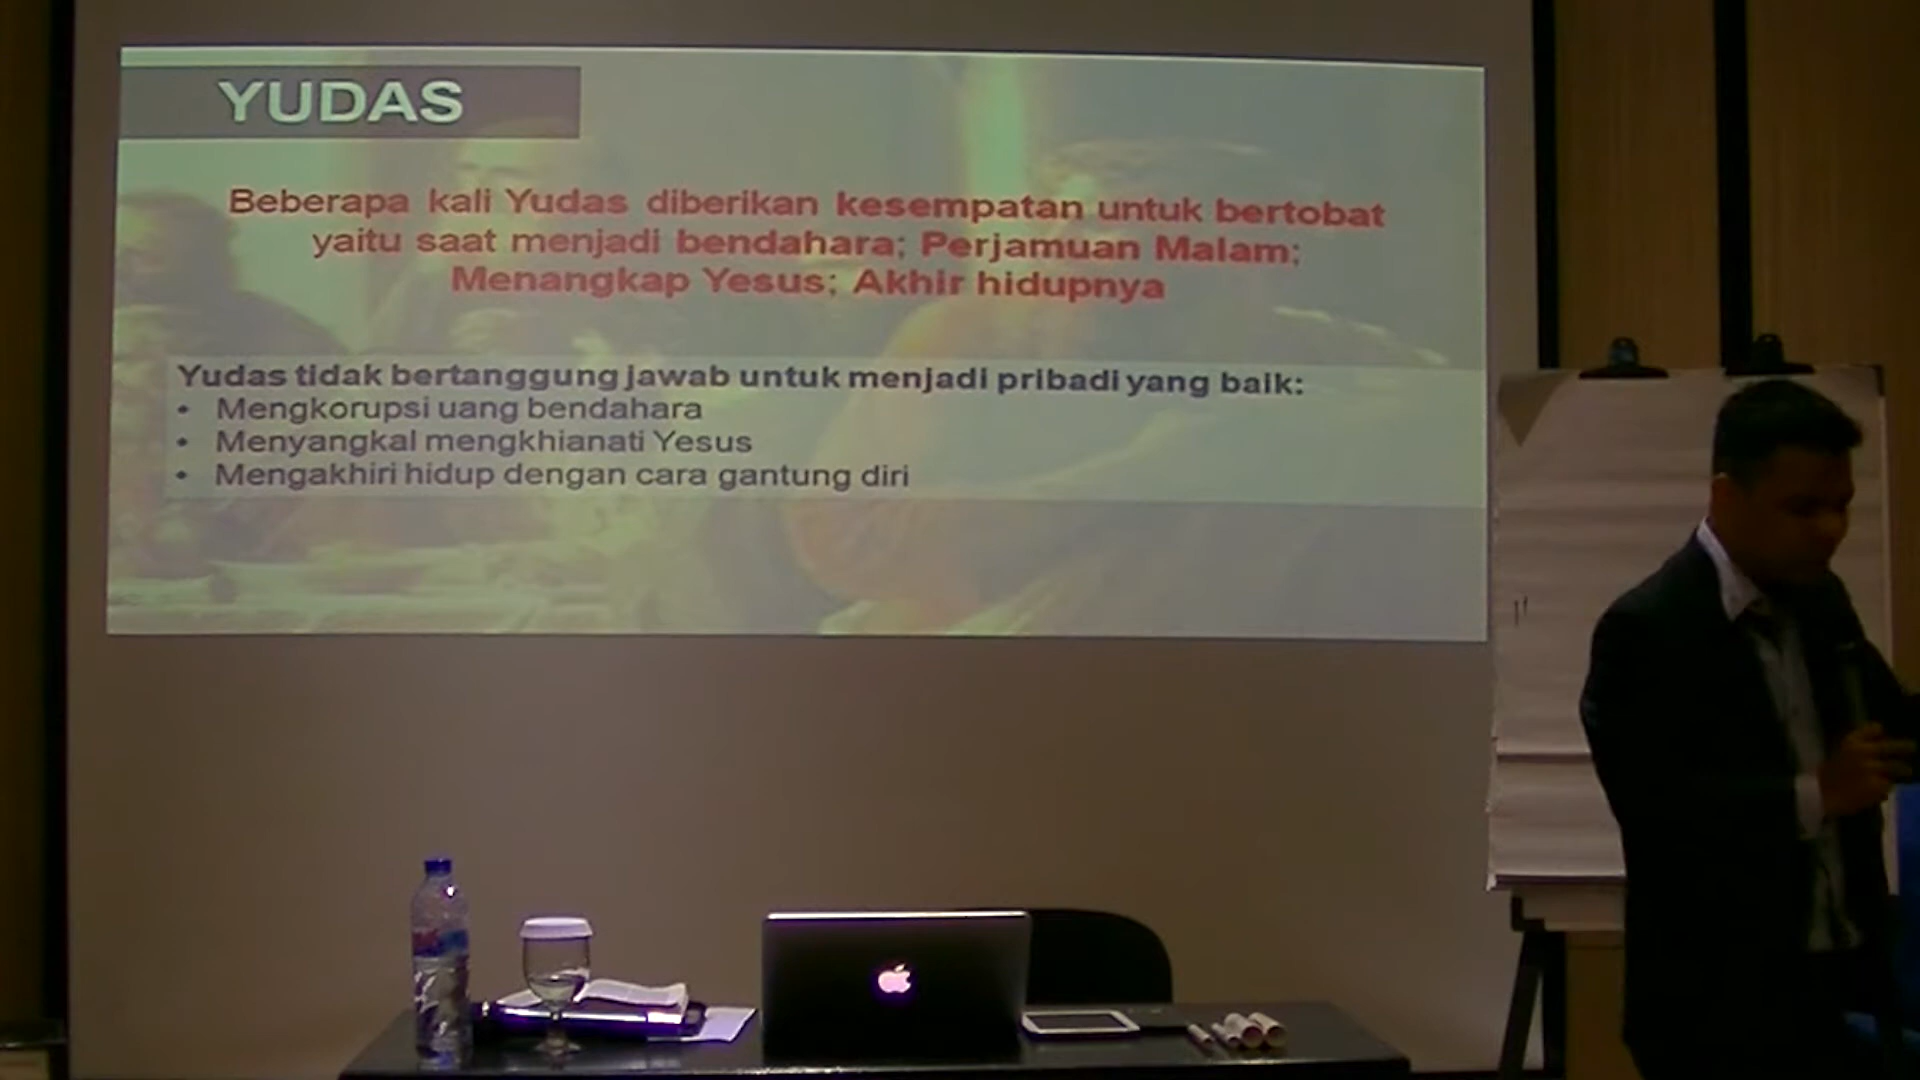 YUDAS
Beberapa kali Yudas diberikan kesempatan untuk bertobat
yaitu saat menjadi bendahara; Perjamuan Malam;
Menangkap Yesus; Akhir hidupnya
Yudas tidak bertanggung jawab untuk menjadi pribadi yang baik:
• Mengkorupsi uang bendahara
• Menyangkal mengkhianati Yesus
• Mengakhiri hidup dengan cara gantung diri